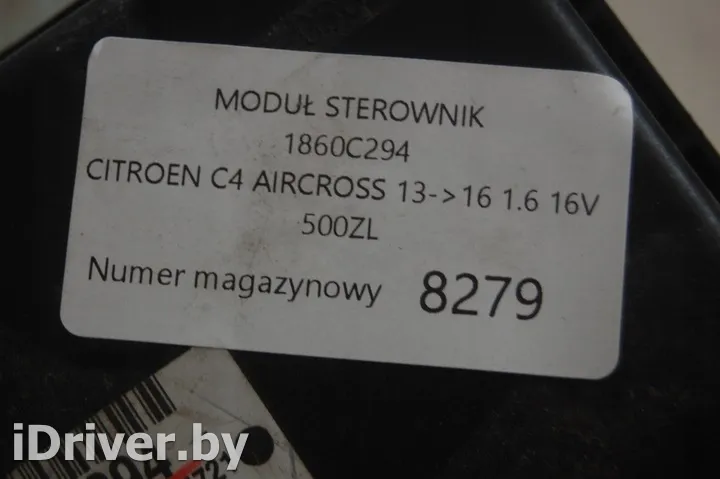 MODUŁ STEROWNIK
1860C294
CITROEN C4 AIRCROSS 13->16 1.6 16V
500ZL
Numer magazynowy 8279
iDriver.by